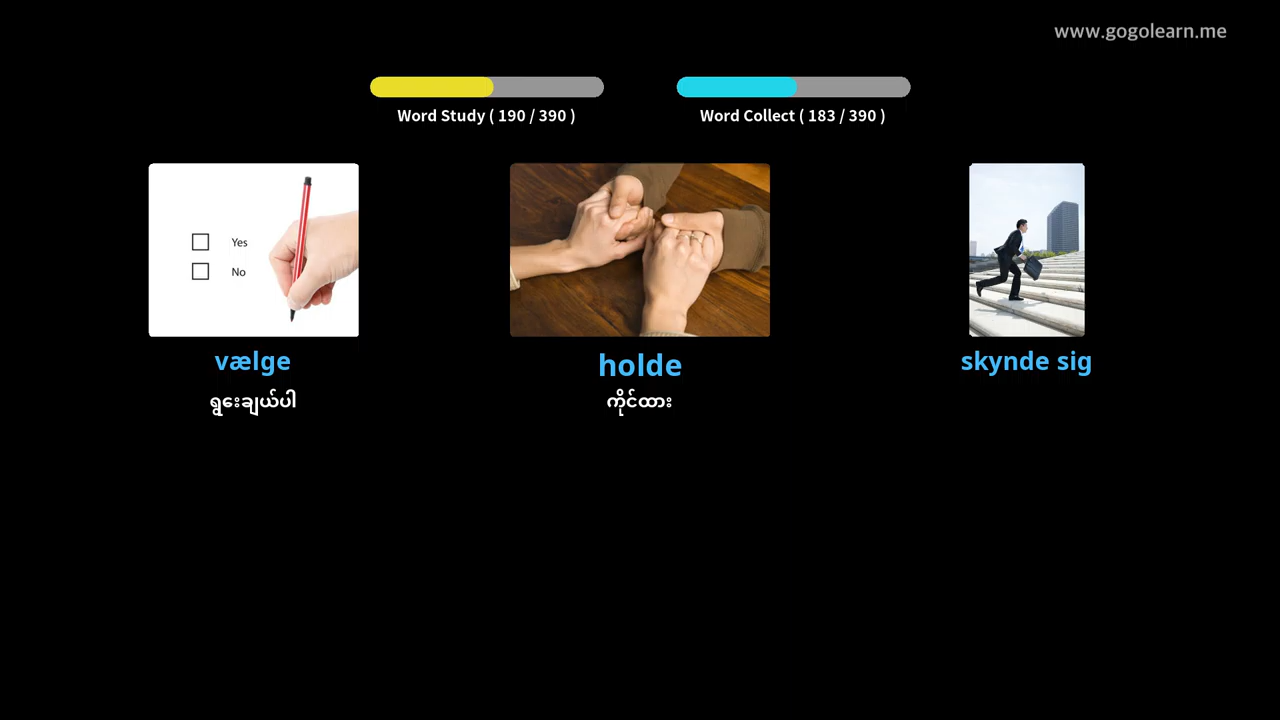 www.gogolearn.me
Word Study ( 190 / 390 )
Word Collect ( 183 / 390 )
Yes
No
vælge
holde
skynde sig
ရွေးချယ်ပါ
ကိုင်ထား